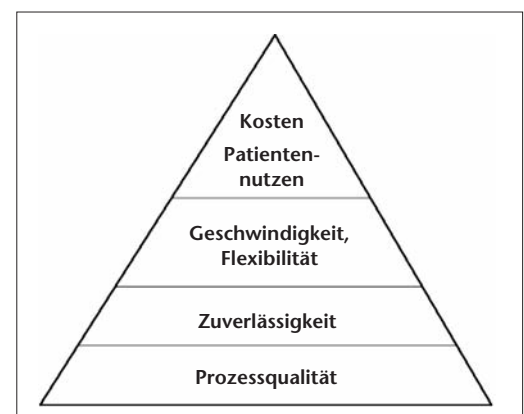 Kosten
Patienten-
nutzen
Geschwindigkeit,
Flexibilität
Zuverlässigkeit
Prozessqualität